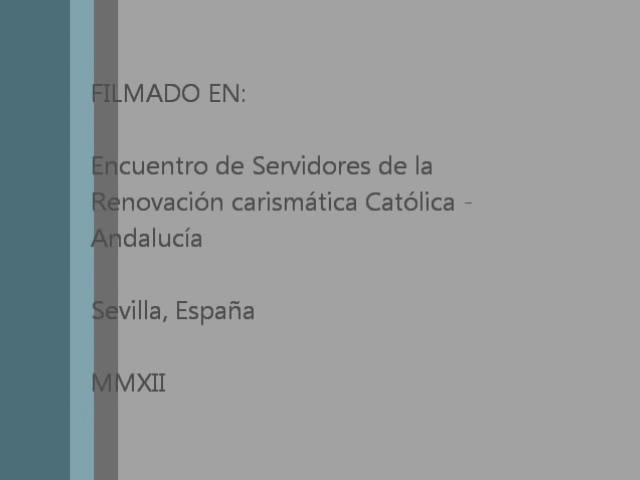 FILMADO EN:
Encuentro de Servidores de la
Renovación carismática Católica -
Andalucía
Sevilla, España
MMXII